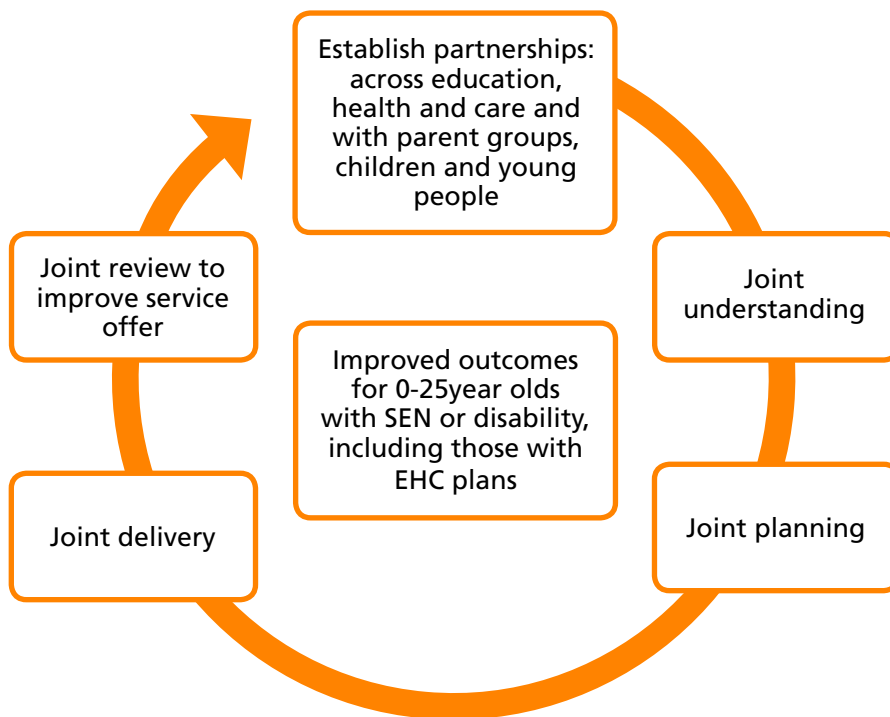 Establish partnerships:
across education,
health and care and
with parent groups,
children and young
people
Joint
understanding
Joint planning
Joint delivery
Joint review to
improve service
offer
Improved outcomes
for 0-25year olds
with SEN or disability,
including those with
EHC plans